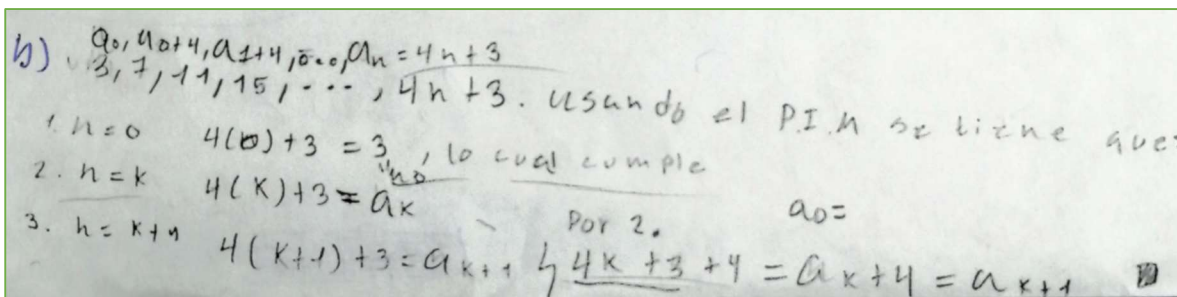 b) a₀, a₀+4, a₁+4, ..., aₙ = 4n+3
3, 7, 11, 15, ..., 4n+3. usando el P.I.M se tiene que:
1. n=0 4(0)+3 = 3, lo cual cumple
2. n=k 4(k)+3 = aₖ
Por 2. a₀=
3. n=k+1 4(k+1)+3 = aₖ₊₁ 4k+3+4 = aₖ+4 = aₖ₊₁